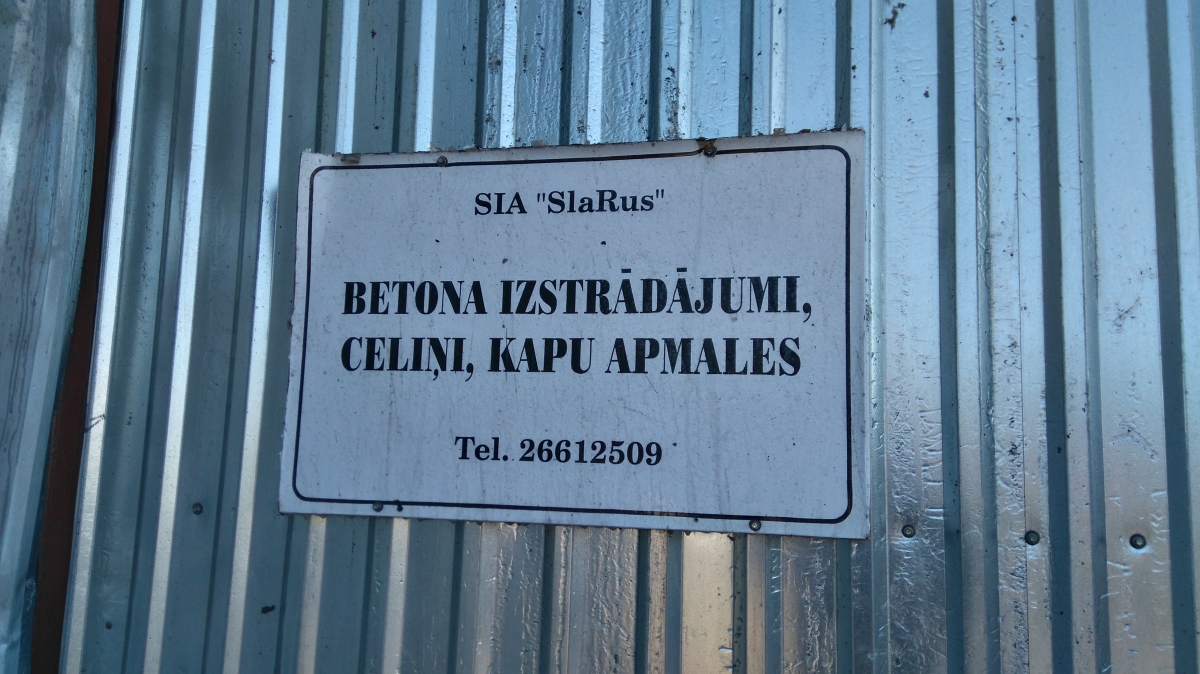 SIA "SlaRus"
BETONA IZSTRĀDĀJUMI,
CELIŅI, KAPU APMALES
Tel. 26612509